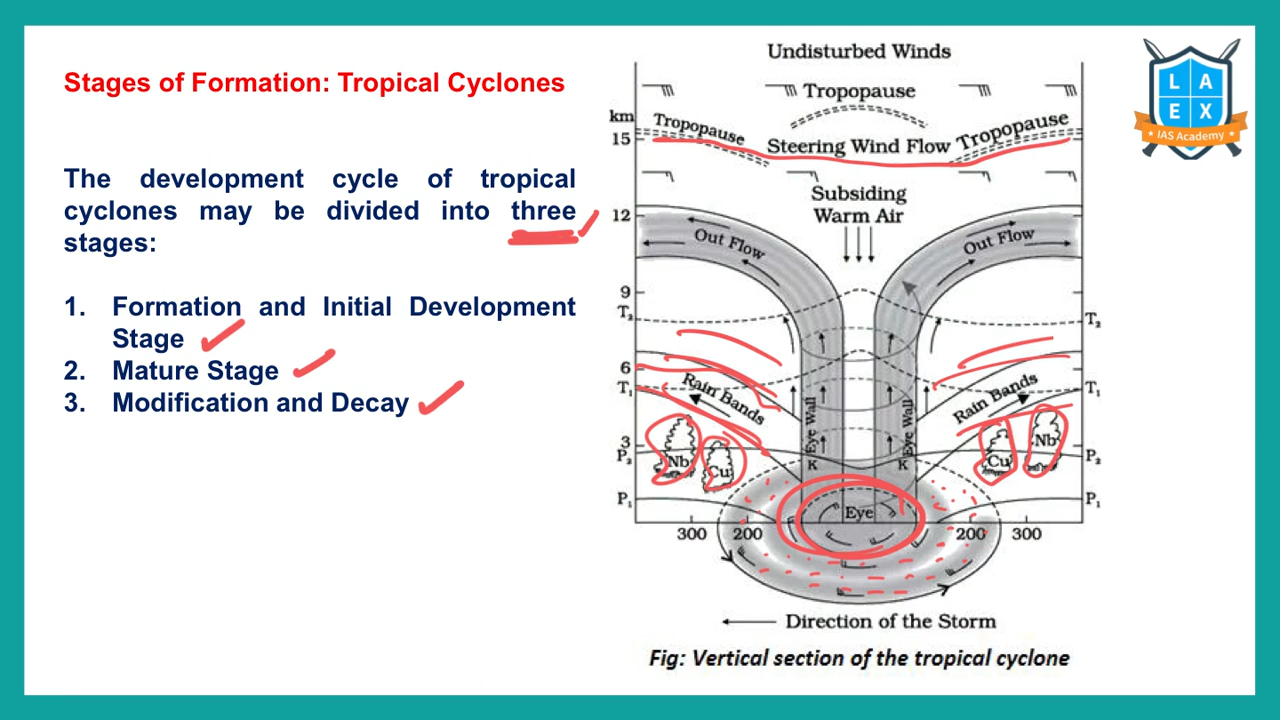 Stages of Formation: Tropical Cyclones
The development cycle of tropical
cyclones may be divided into three
stages:
1. Formation and Initial Development
Stage
2. Mature Stage
3. Modification and Decay
Undisturbed Winds
Tropopause
km
Tropopause
Tropopause
15
Steering Wind Flow
Subsiding
Warm Air
12
Out Flow
Out Flow
9
T₂
T₂
6
T₁
T₁
Rain Bands
Rain Bands
Eye Wall
Eye Wall
3
P₂
P₂
Nb
Cu
K
K
Cu
Nb
P₁
P₁
Eye
300
200
200
300
Direction of the Storm
Fig: Vertical section of the tropical cyclone
L A
E X
IAS Academy